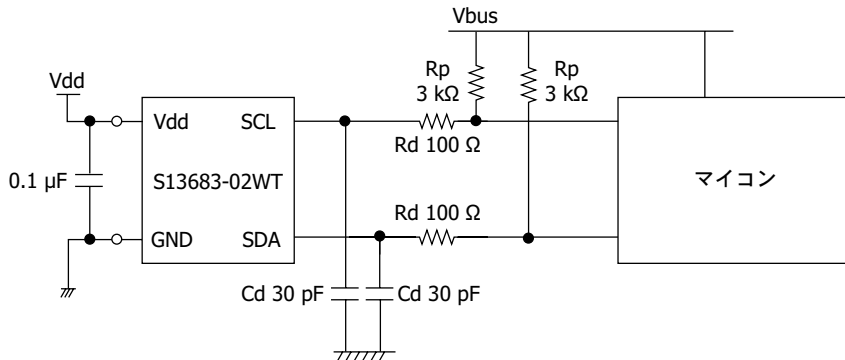 Vbus
Rp
3 kΩ
Rp
3 kΩ
Vdd
Vdd
SCL
Rd 100 Ω
0.1 µF
S13683-02WT
マイコン
Rd 100 Ω
GND
SDA
Cd 30 pF
Cd 30 pF